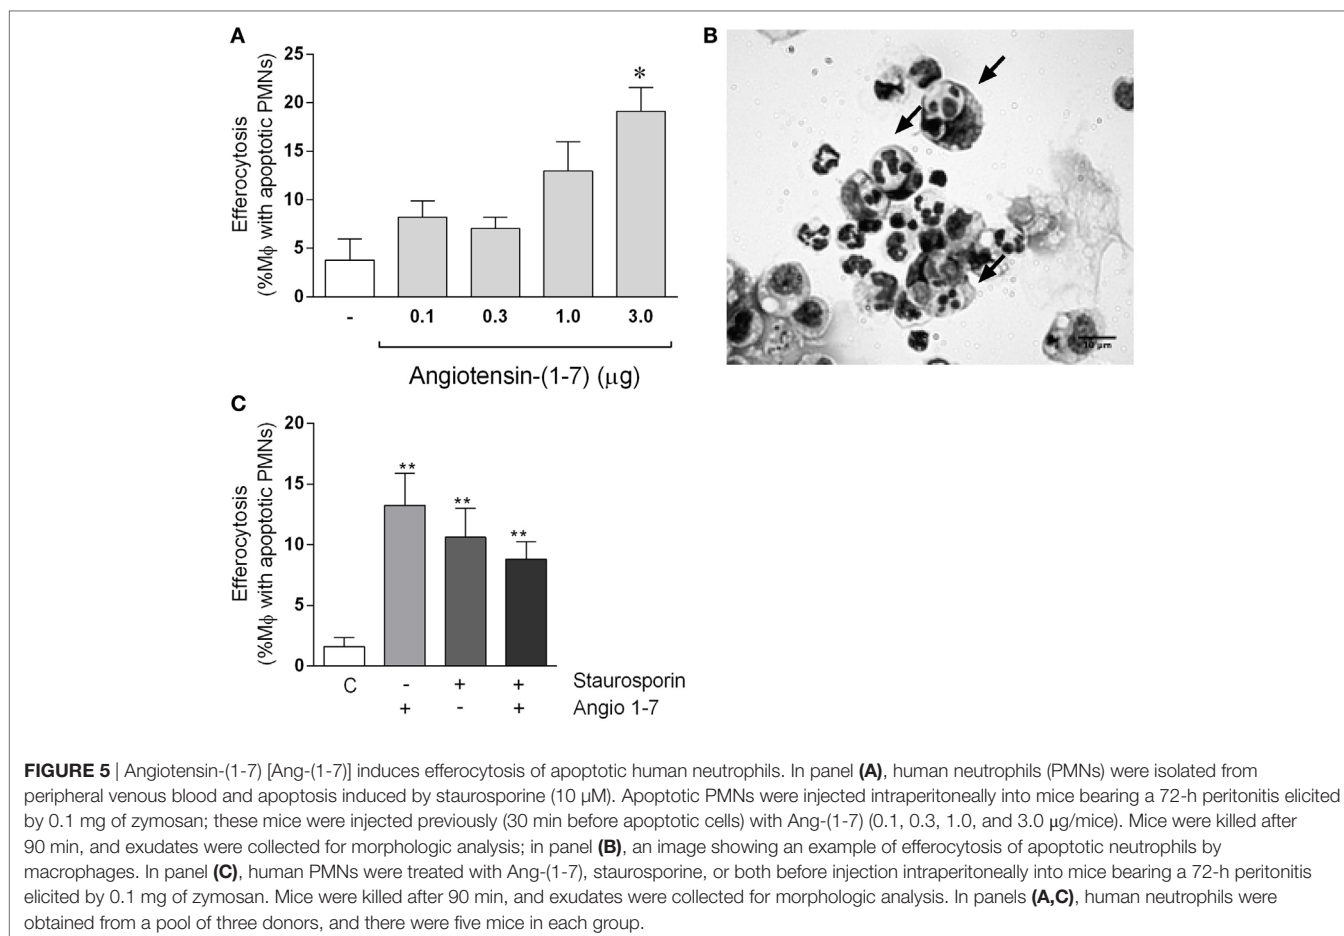 A
Efferocytosis
(%Mφ with apoptotic PMNs)
25
20
15
10
5
0
*
- 0.1 0.3 1.0 3.0
Angiotensin-(1-7) (μg)
B
10 μm
C
Efferocytosis
(%Mφ with apoptotic PMNs)
20
15
10
5
0
** ** **
C - + + Staurosporin
+ - + Angio 1-7
FIGURE 5 | Angiotensin-(1-7) [Ang-(1-7)] induces efferocytosis of apoptotic human neutrophils. In panel (A), human neutrophils (PMNs) were isolated from
peripheral venous blood and apoptosis induced by staurosporine (10 μM). Apoptotic PMNs were injected intraperitoneally into mice bearing a 72-h peritonitis elicited
by 0.1 mg of zymosan; these mice were injected previously (30 min before apoptotic cells) with Ang-(1-7) (0.1, 0.3, 1.0, and 3.0 μg/mice). Mice were killed after
90 min, and exudates were collected for morphologic analysis; in panel (B), an image showing an example of efferocytosis of apoptotic neutrophils by
macrophages. In panel (C), human PMNs were treated with Ang-(1-7), staurosporine, or both before injection intraperitoneally into mice bearing a 72-h peritonitis
elicited by 0.1 mg of zymosan. Mice were killed after 90 min, and exudates were collected for morphologic analysis. In panels (A,C), human neutrophils were
obtained from a pool of three donors, and there were five mice in each group.